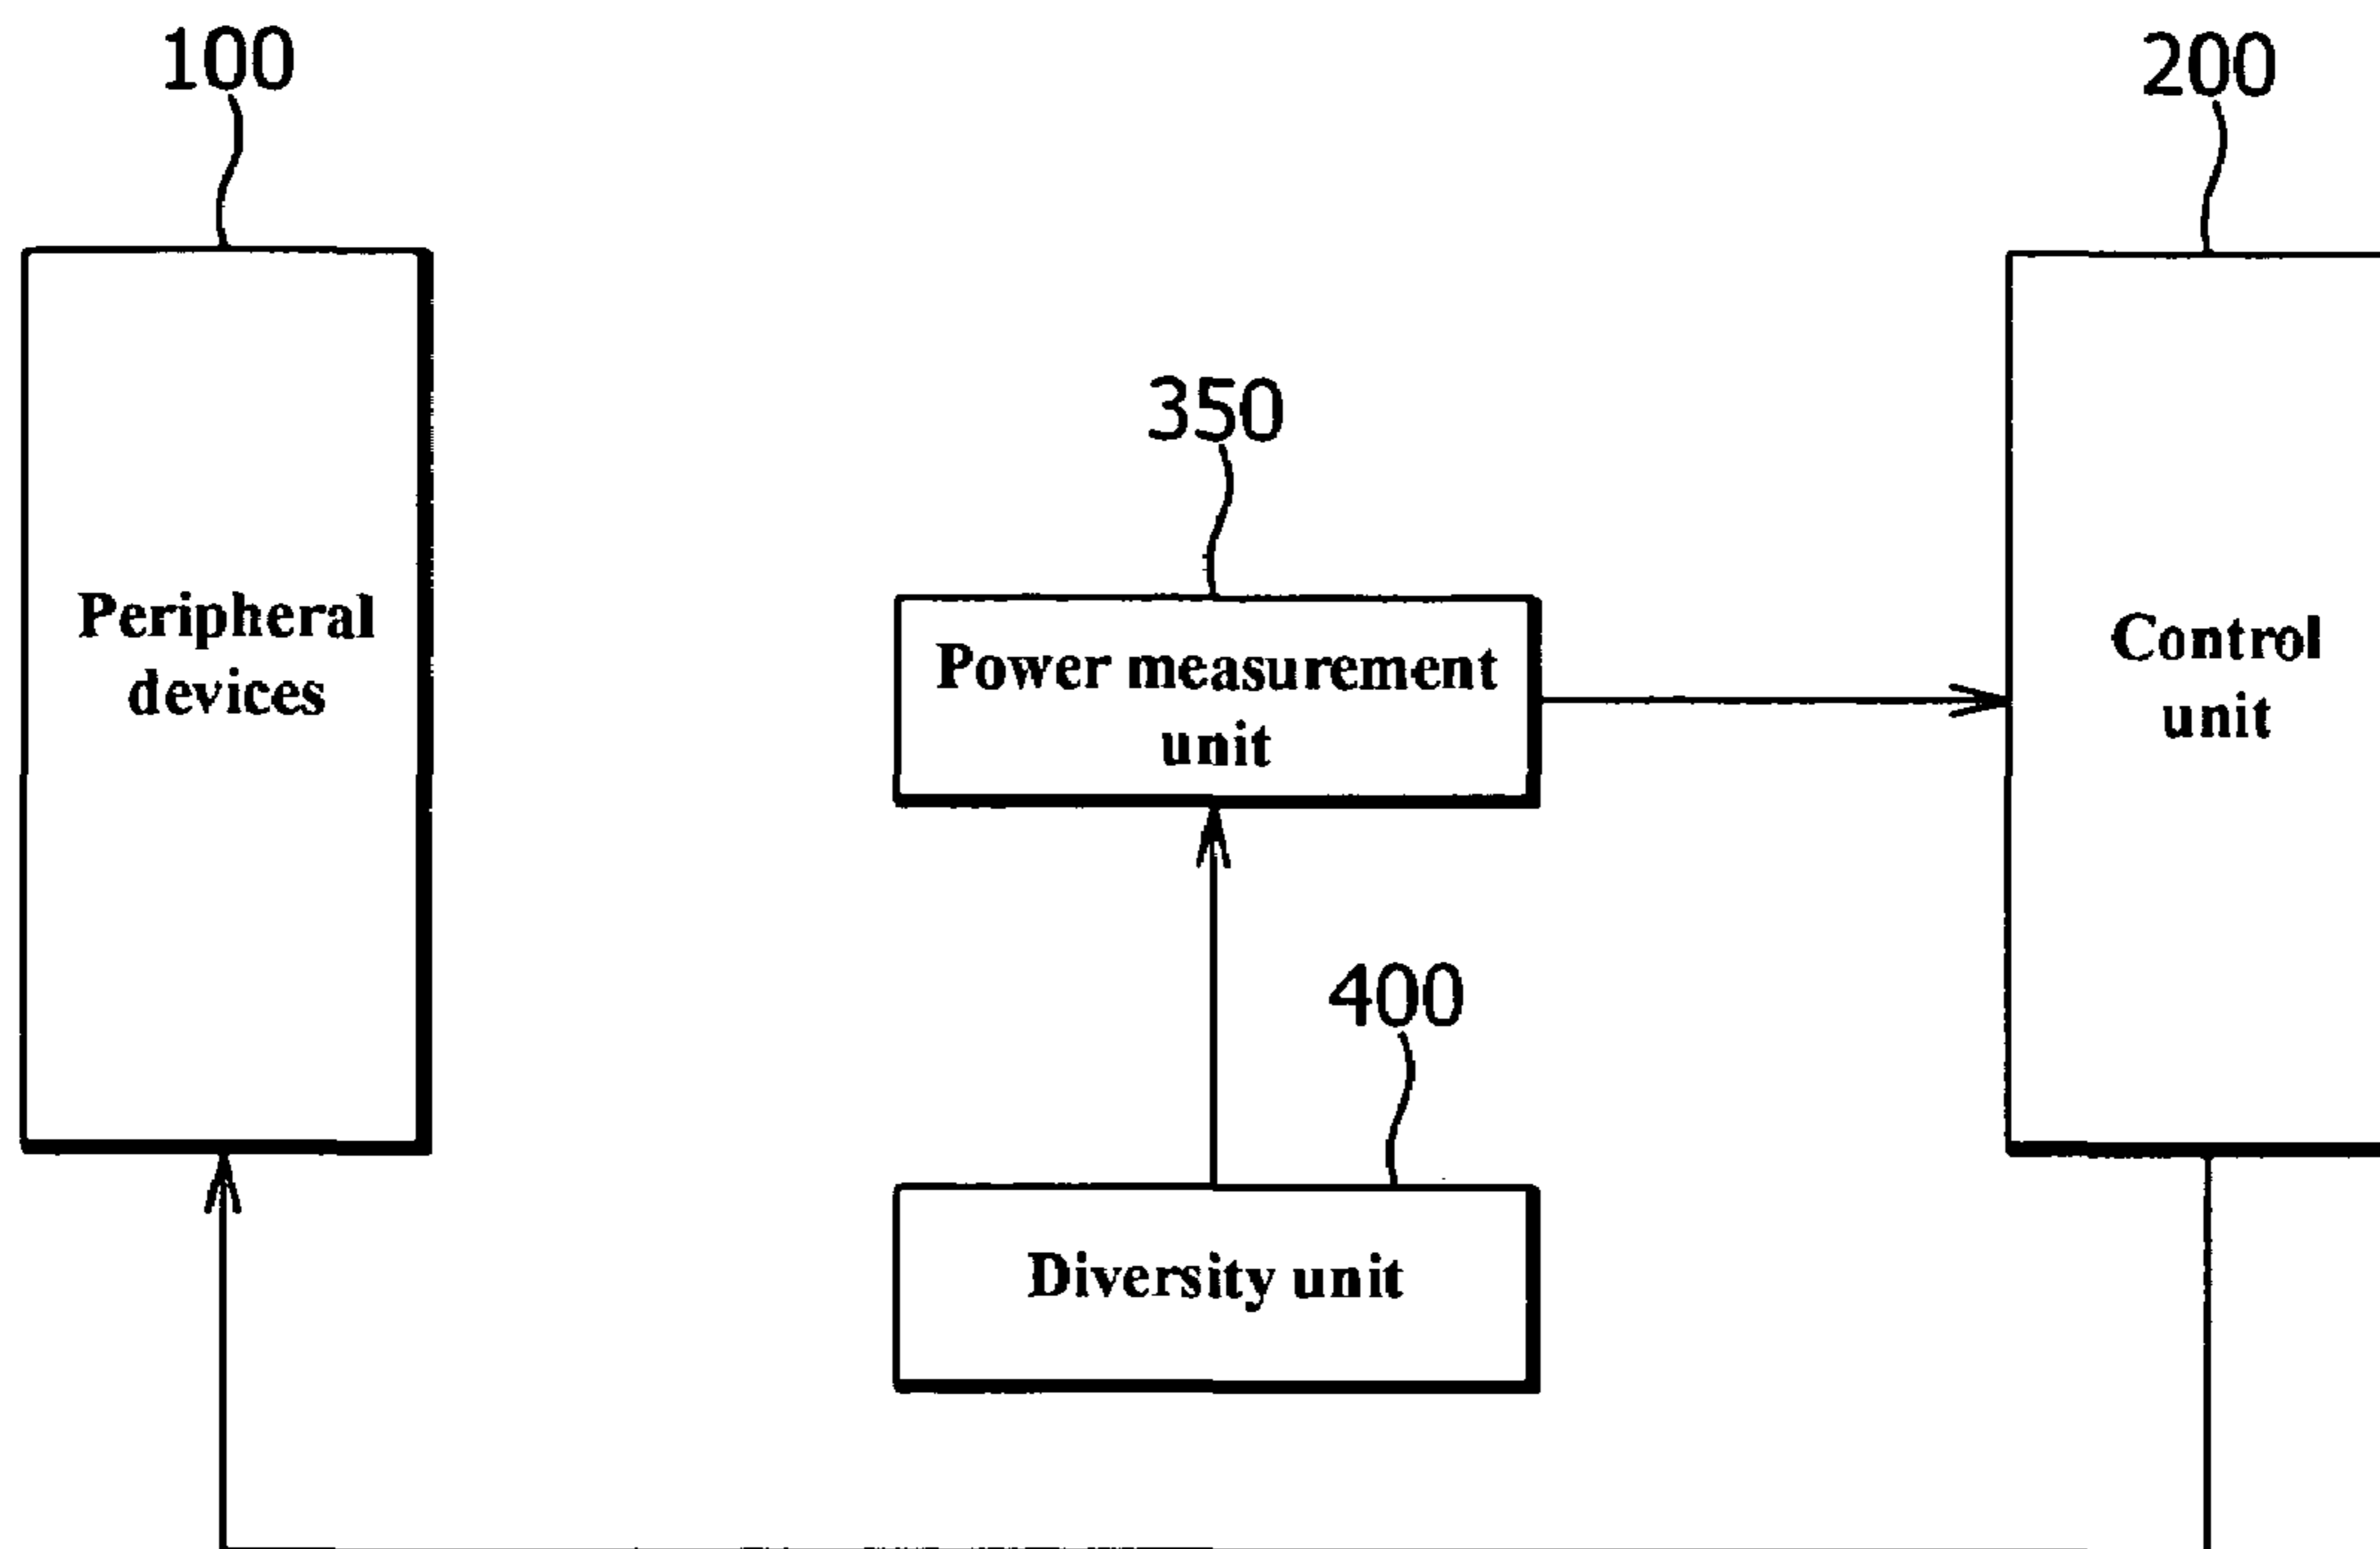 100
200
350
Peripheral
devices
Power measurement
unit
Control
unit
400
Diversity unit